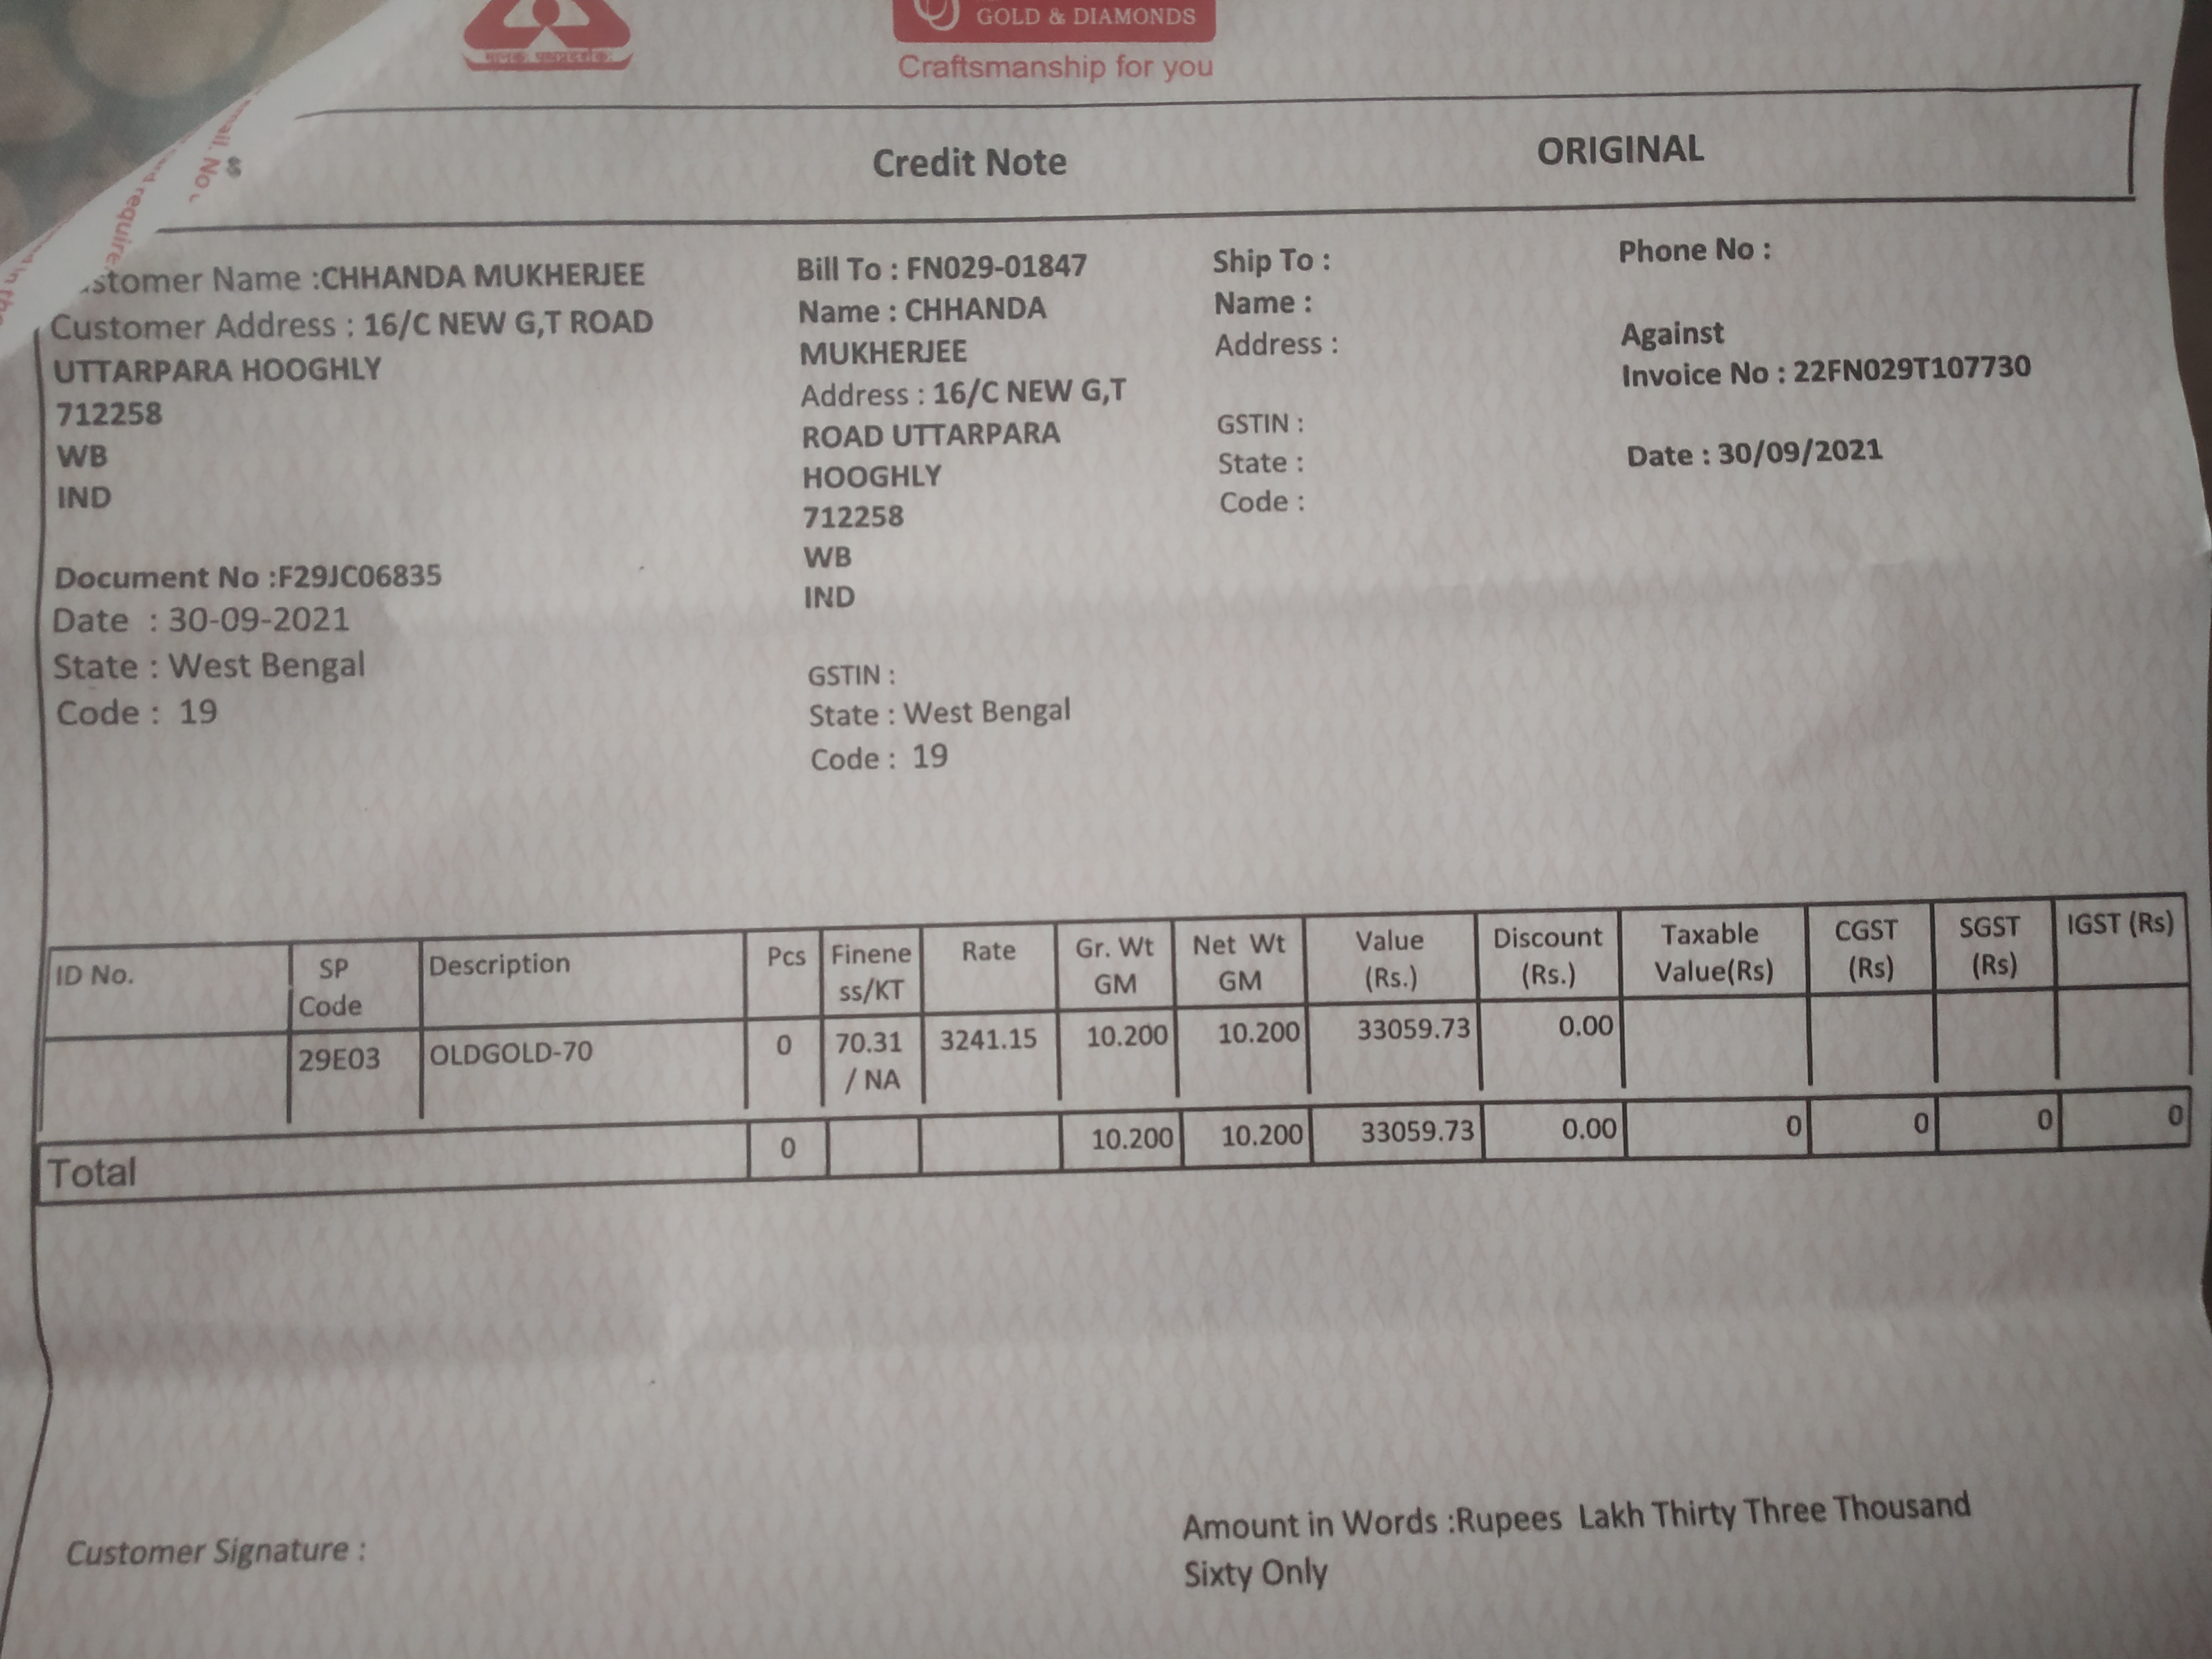 GOLD & DIAMONDS
Craftsmanship for you
Credit Note
ORIGINAL
Customer Name :CHHANDA MUKHERJEE
Customer Address : 16/C NEW G,T ROAD
UTTARPARA HOOGHLY
712258
WB
IND
Document No :F29JC06835
Date : 30-09-2021
State : West Bengal
Code : 19
Bill To : FN029-01847
Name : CHHANDA
MUKHERJEE
Address : 16/C NEW G,T
ROAD UTTARPARA
HOOGHLY
712258
WB
IND
GSTIN :
State : West Bengal
Code : 19
Ship To :
Name :
Address :
GSTIN :
State :
Code :
Phone No :
Against
Invoice No : 22FN029T107730
Date : 30/09/2021
ID No. SP Code Description Pcs Finene ss/KT Rate Gr. Wt GM Net Wt GM Value (Rs.) Discount (Rs.) Taxable Value(Rs) CGST (Rs) SGST (Rs) IGST (Rs)
29E03 OLDGOLD-70 0 70.31 / NA 3241.15 10.200 10.200 33059.73 0.00
Total 0 10.200 10.200 33059.73 0.00 0 0 0 0
Customer Signature :
Amount in Words :Rupees Lakh Thirty Three Thousand
Sixty Only